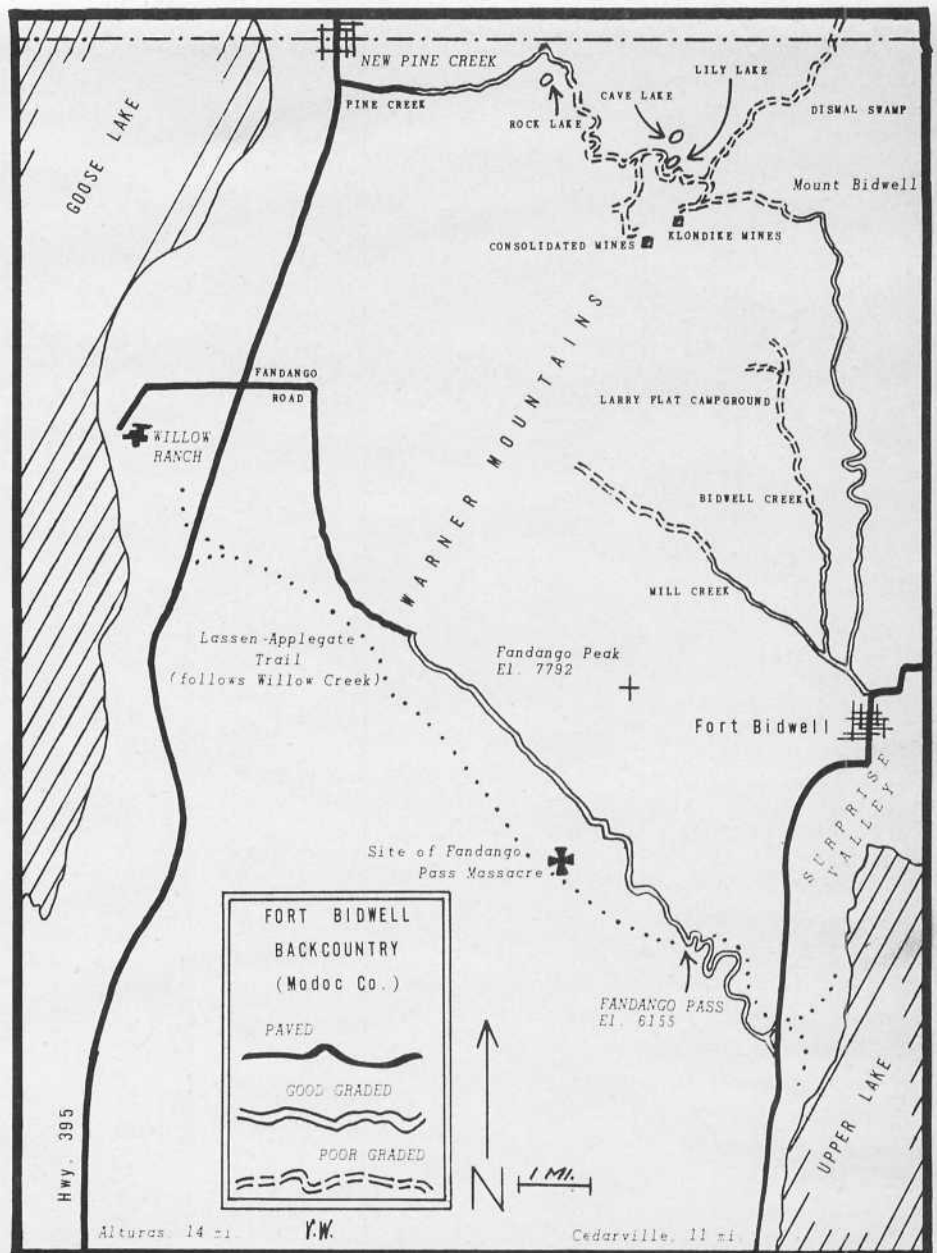 NEW PINE CREEK
PINE CREEK
ROCK LAKE
CAVE LAKE
LILY LAKE
DISMAL SWAMP
GOOSE LAKE
Mount Bidwell
CONSOLIDATED MINES
KLONDIKE MINES
FANDANGO
ROAD
WILLOW
RANCH
WARNER MOUNTAINS
LARRY FLAT CAMPGROUND
BIDWELL CREEK
MILL CREEK
Lassen-Applegate
Trail
(follows Willow Creek)
Fandango Peak
El. 7792
Fort Bidwell
SURPRISE
VALLEY
Site of Fandango
Pass Massacre
FANDANGO PASS
El. 6155
UPPER LAKE
FORT BIDWELL
BACKCOUNTRY
(Modoc Co.)
PAVED
GOOD GRADED
POOR GRADED
N
1 MI.
Hwy. 395
Alturas, 14 mi.
r.w.
Cedarville, 11 mi.